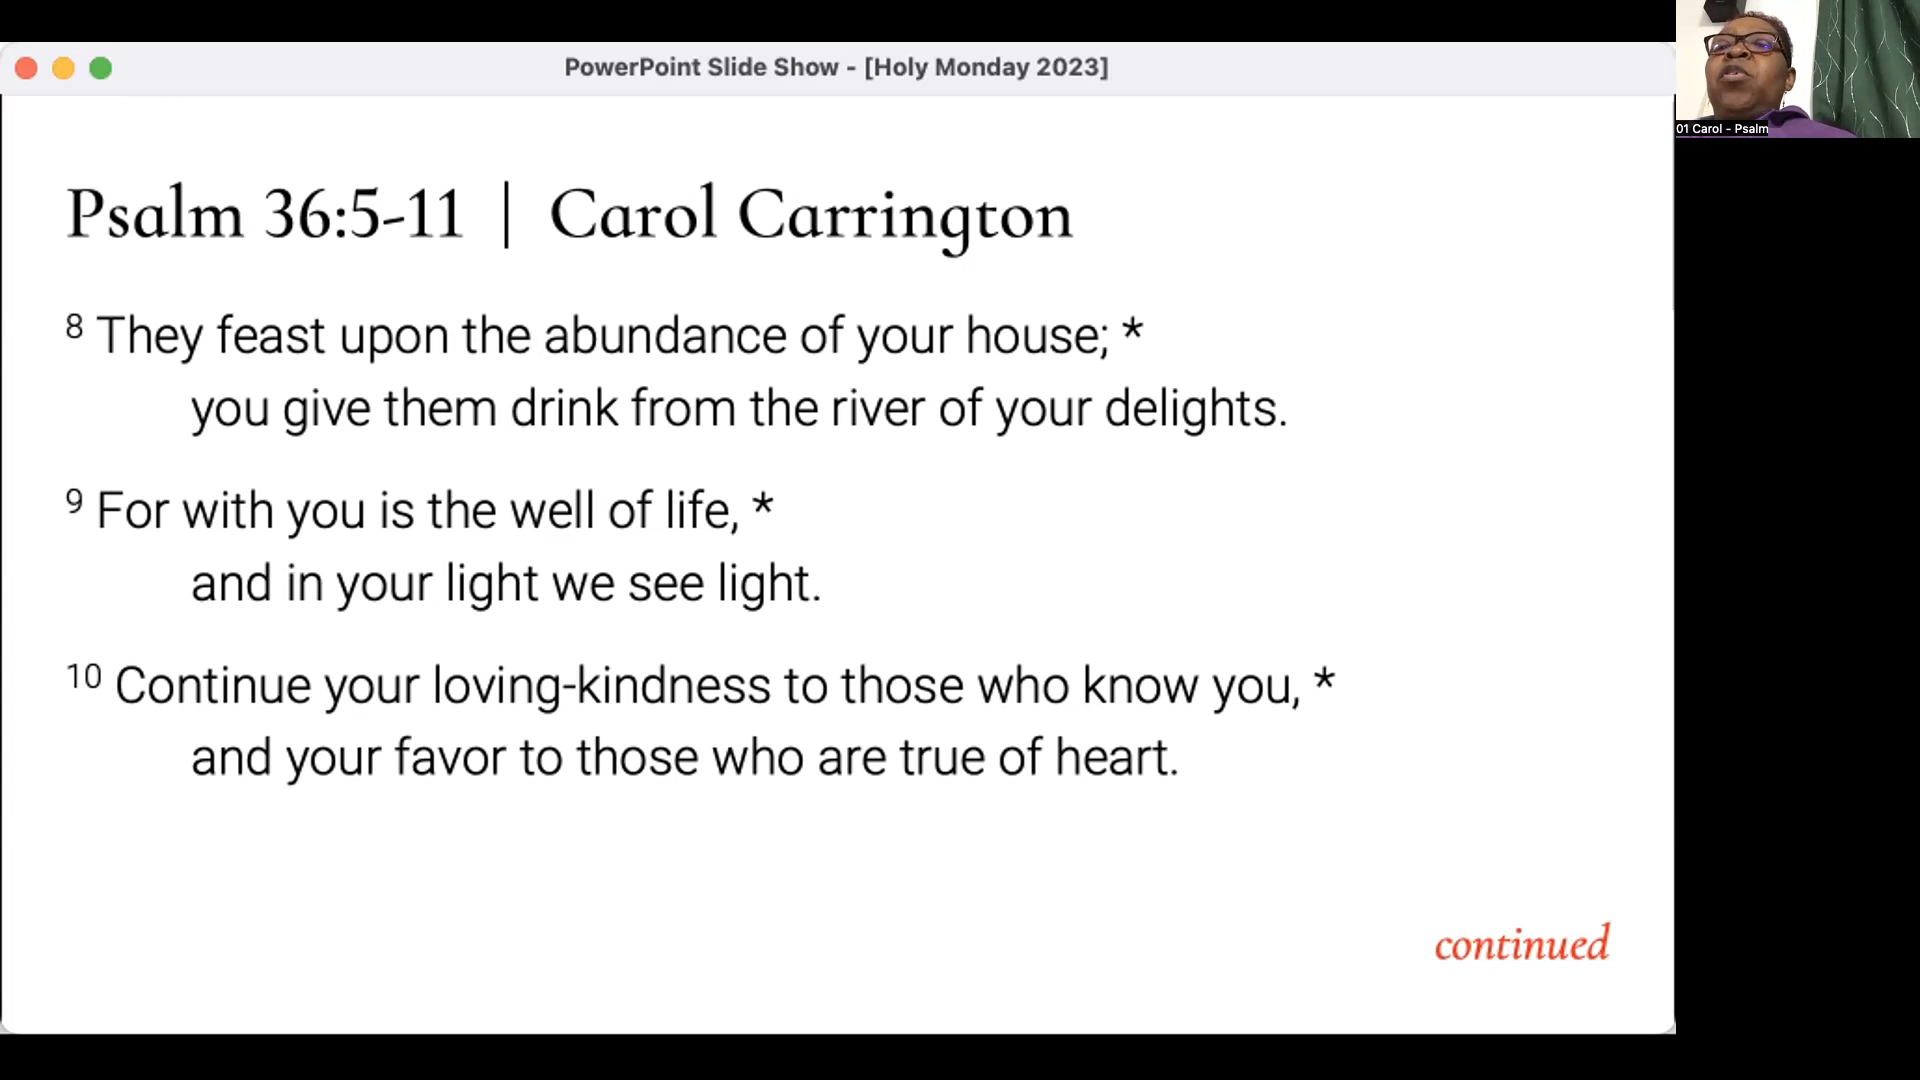 PowerPoint Slide Show - [Holy Monday 2023]
01 Carol - Psalm
Psalm 36:5-11 | Carol Carrington
8 They feast upon the abundance of your house; *
you give them drink from the river of your delights.
9 For with you is the well of life, *
and in your light we see light.
10 Continue your loving-kindness to those who know you, *
and your favor to those who are true of heart.
continued